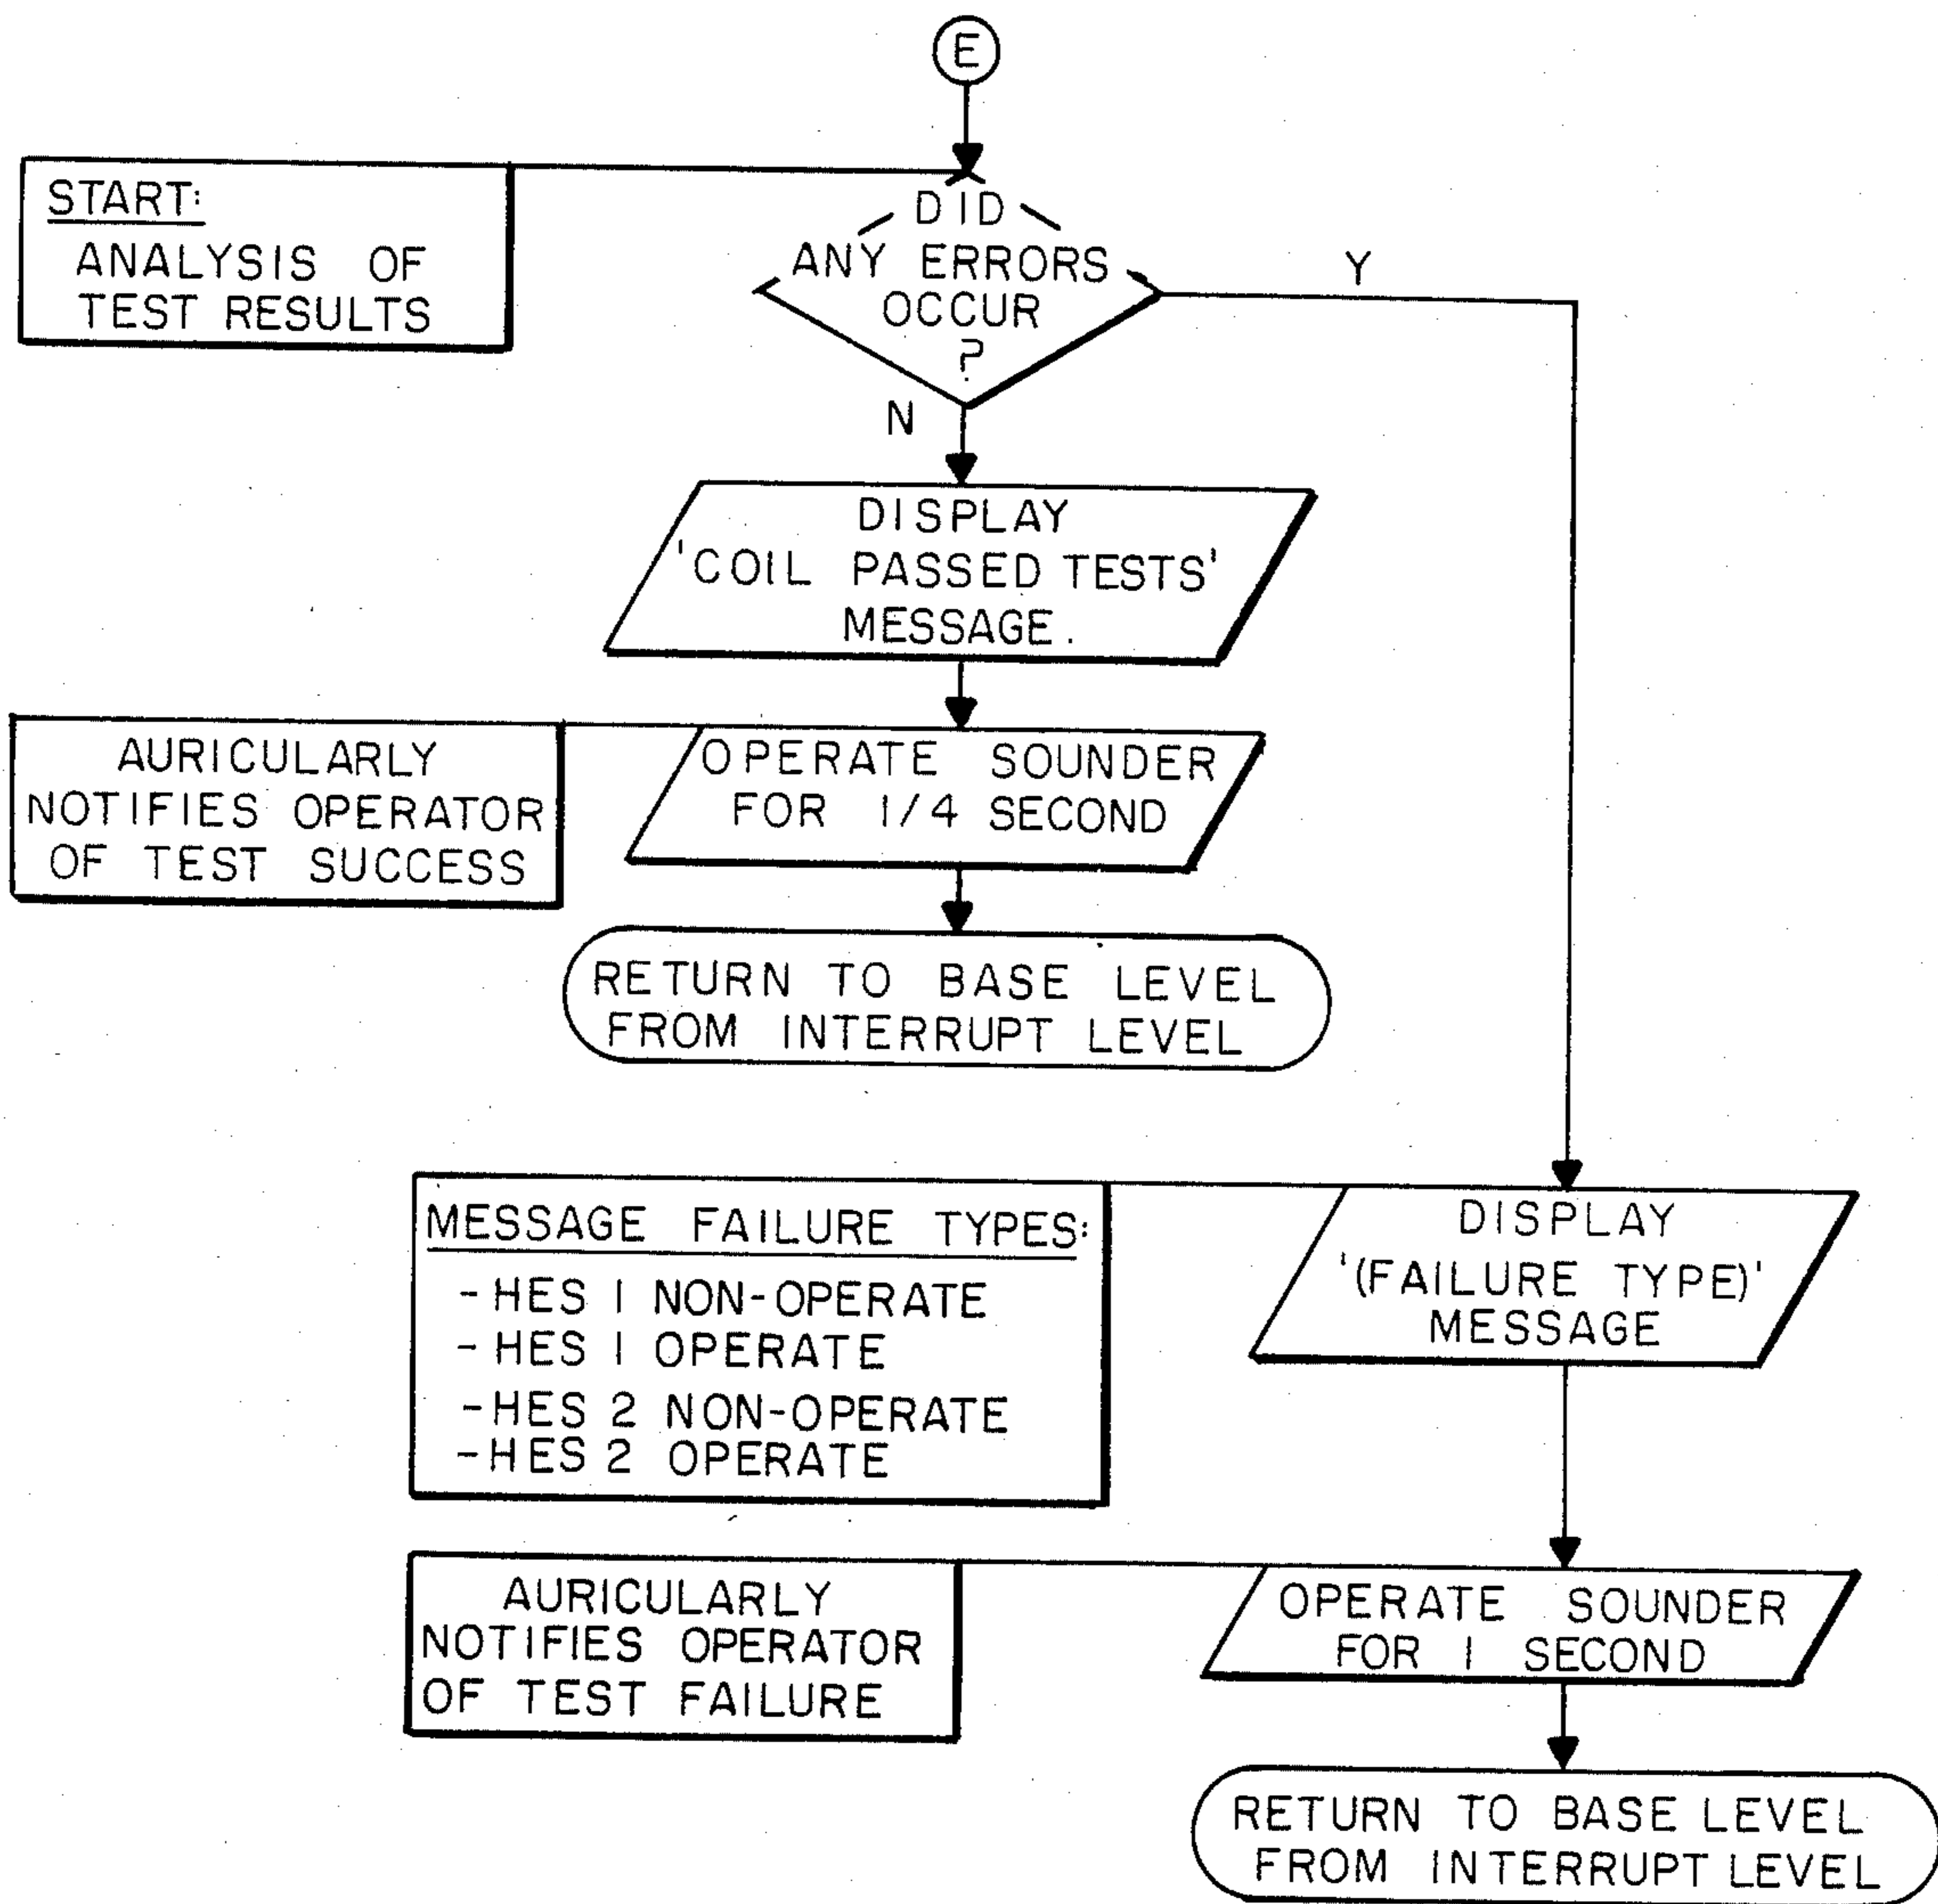 E
START:
ANALYSIS OF
TEST RESULTS
DID
ANY ERRORS
OCCUR
?
Y
N
DISPLAY
'COIL PASSED TESTS'
MESSAGE.
AURICULARLY
NOTIFIES OPERATOR
OF TEST SUCCESS
OPERATE SOUNDER
FOR 1/4 SECOND
RETURN TO BASE LEVEL
FROM INTERRUPT LEVEL
MESSAGE FAILURE TYPES:
-HES 1 NON-OPERATE
-HES 1 OPERATE
-HES 2 NON-OPERATE
-HES 2 OPERATE
DISPLAY
'(FAILURE TYPE)'
MESSAGE
AURICULARLY
NOTIFIES OPERATOR
OF TEST FAILURE
OPERATE SOUNDER
FOR 1 SECOND
RETURN TO BASE LEVEL
FROM INTERRUPT LEVEL